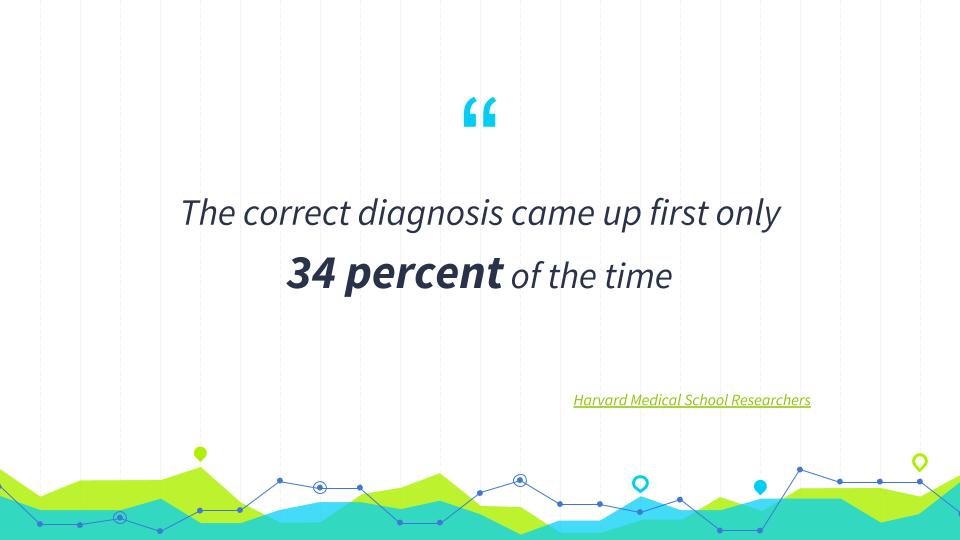 “
The correct diagnosis came up first only
34 percent of the time
Harvard Medical School Researchers